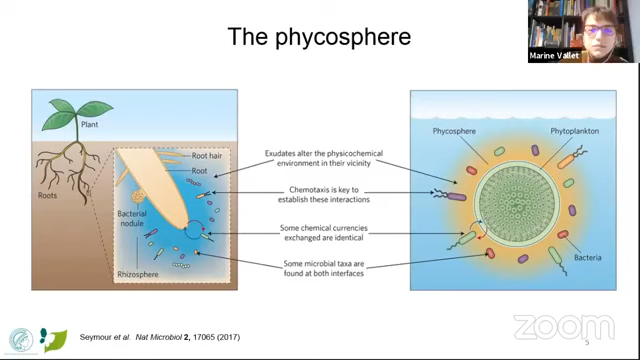 The phycosphere
Marine Vallet
Plant
Roots
Root hair
Root
Bacterial
nodule
Rhizosphere
Exudates alter the physicochemical
environment in their vicinity
Chemotaxis is key to
establish these interactions
Some chemical currencies
exchanged are identical
Some microbial taxa are
found at both interfaces
Phycosphere
Phytoplankton
Bacteria
Seymour et al. Nat Microbiol 2, 17065 (2017)
zoom
5